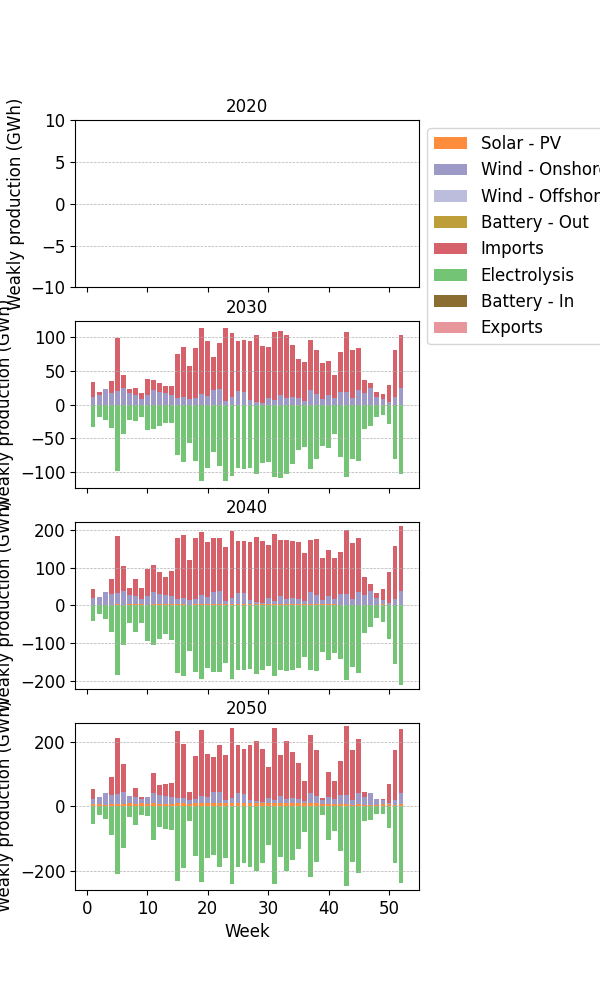 2020
Weakly production (GWh)
10
5
0
−5
−10
Solar - PV
Wind - Onshore
Wind - Offshor
Battery - Out
Imports
Electrolysis
Battery - In
Exports
2030
Weakly production (GWh)
100
50
0
−50
−100
2040
Weakly production (GWh)
200
100
0
−100
−200
2050
Weakly production (GWh)
200
0
−200
0 10 20 30 40 50
Week